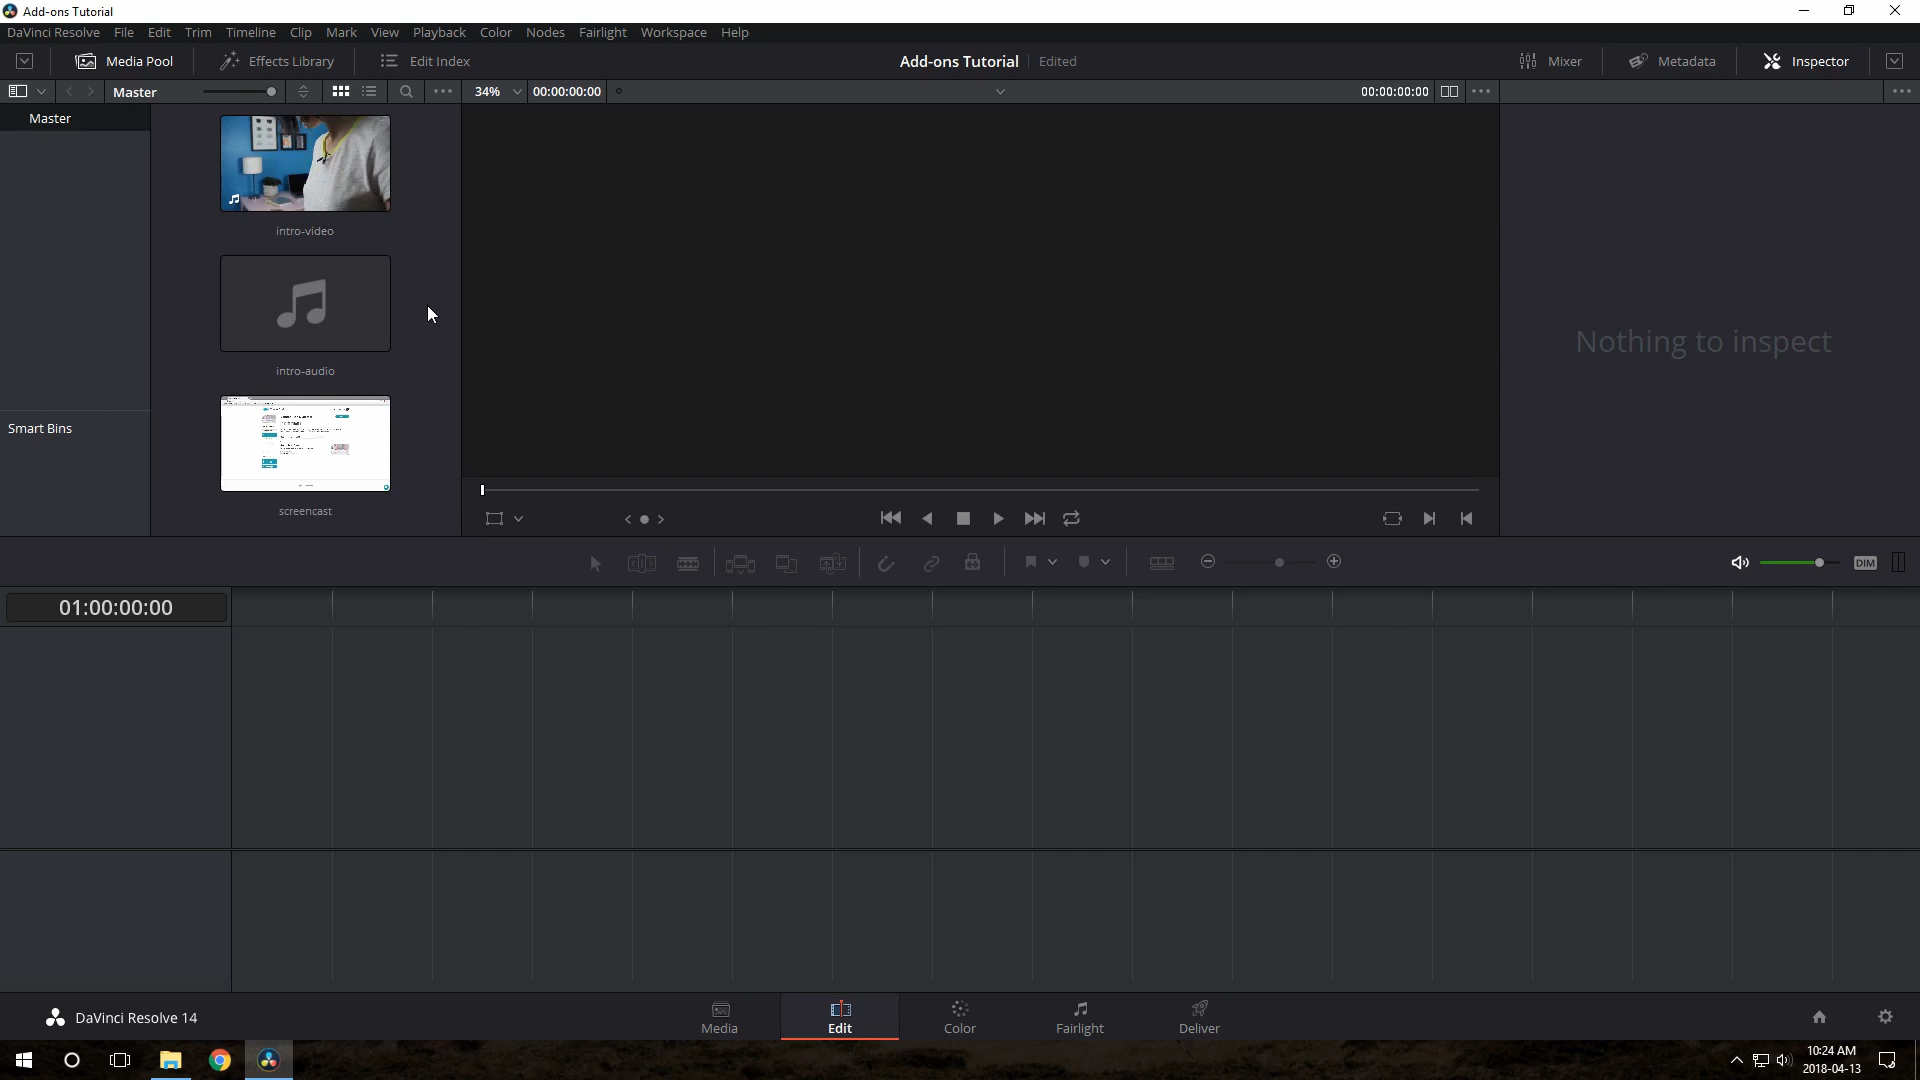 Add-ons Tutorial
DaVinci Resolve File Edit Trim Timeline Clip Mark View Playback Color Nodes Fairlight Workspace Help
Media Pool Effects Library Edit Index Add-ons Tutorial Edited Mixer Metadata Inspector
Master 34% 00:00:00:00 00:00:00:00
Master
intro-video
intro-audio
Nothing to inspect
Smart Bins
screencast
DIM
01:00:00:00
DaVinci Resolve 14 Media Edit Color Fairlight Deliver
10:24 AM
2018-04-13